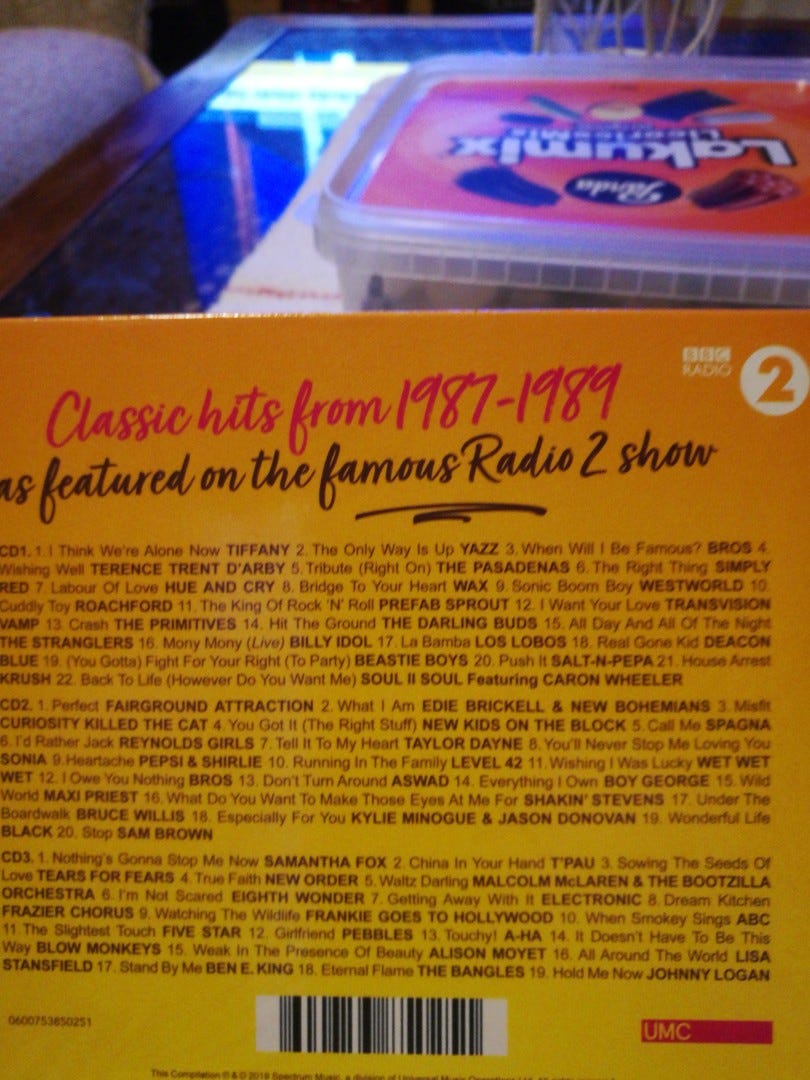 Lakumix
LicoriceMix
Panda
BBC
RADIO 2
Classic hits from 1987-1989
as featured on the famous Radio 2 show
CD1. 1. I Think We're Alone Now TIFFANY 2. The Only Way Is Up YAZZ 3. When Will I Be Famous? BROS 4.
Wishing Well TERENCE TRENT D'ARBY 5. Tribute (Right On) THE PASADENAS 6. The Right Thing SIMPLY
RED 7. Labour Of Love HUE AND CRY 8. Bridge To Your Heart WAX 9. Sonic Boom Boy WESTWORLD 10.
Cuddly Toy ROACHFORD 11. The King Of Rock 'N' Roll PREFAB SPROUT 12. I Want Your Love TRANSVISION
VAMP 13. Crash THE PRIMITIVES 14. Hit The Ground THE DARLING BUDS 15. All Day And All Of The Night
THE STRANGLERS 16. Mony Mony (Live) BILLY IDOL 17. La Bamba LOS LOBOS 18. Real Gone Kid DEACON
BLUE 19. (You Gotta) Fight For Your Right (To Party) BEASTIE BOYS 20. Push It SALT-N-PEPA 21. House Arrest
KRUSH 22. Back To Life (However Do You Want Me) SOUL II SOUL Featuring CARON WHEELER
CD2. 1. Perfect FAIRGROUND ATTRACTION 2. What I Am EDIE BRICKELL & NEW BOHEMIANS 3. Misfit
CURIOSITY KILLED THE CAT 4. You Got It (The Right Stuff) NEW KIDS ON THE BLOCK 5. Call Me SPAGNA
6. I'd Rather Jack REYNOLDS GIRLS 7. Tell It To My Heart TAYLOR DAYNE 8. You'll Never Stop Me Loving You
SONIA 9. Heartache PEPSI & SHIRLIE 10. Running In The Family LEVEL 42 11. Wishing I Was Lucky WET WET
WET 12. I Owe You Nothing BROS 13. Don't Turn Around ASWAD 14. Everything I Own BOY GEORGE 15. Wild
World MAXI PRIEST 16. What Do You Want To Make Those Eyes At Me For SHAKIN' STEVENS 17. Under The
Boardwalk BRUCE WILLIS 18. Especially For You KYLIE MINOGUE & JASON DONOVAN 19. Wonderful Life
BLACK 20. Stop SAM BROWN
CD3. 1. Nothing's Gonna Stop Me Now SAMANTHA FOX 2. China In Your Hand T'PAU 3. Sowing The Seeds Of
Love TEARS FOR FEARS 4. True Faith NEW ORDER 5. Waltz Darling MALCOLM McLAREN & THE BOOTZILLA
ORCHESTRA 6. I'm Not Scared EIGHTH WONDER 7. Getting Away With It ELECTRONIC 8. Dream Kitchen
FRAZIER CHORUS 9. Watching The Wildlife FRANKIE GOES TO HOLLYWOOD 10. When Smokey Sings ABC
11. The Slightest Touch FIVE STAR 12. Girlfriend PEBBLES 13. Touchy! A-HA 14. It Doesn't Have To Be This
Way BLOW MONKEYS 15. Weak In The Presence Of Beauty ALISON MOYET 16. All Around The World LISA
STANSFIELD 17. Stand By Me BEN E. KING 18. Eternal Flame THE BANGLES 19. Hold Me Now JOHNNY LOGAN
0600753850251
UMC
This Compilation ℗ & © 2019 Spectrum Music, a division of Universal Music Operations Ltd.